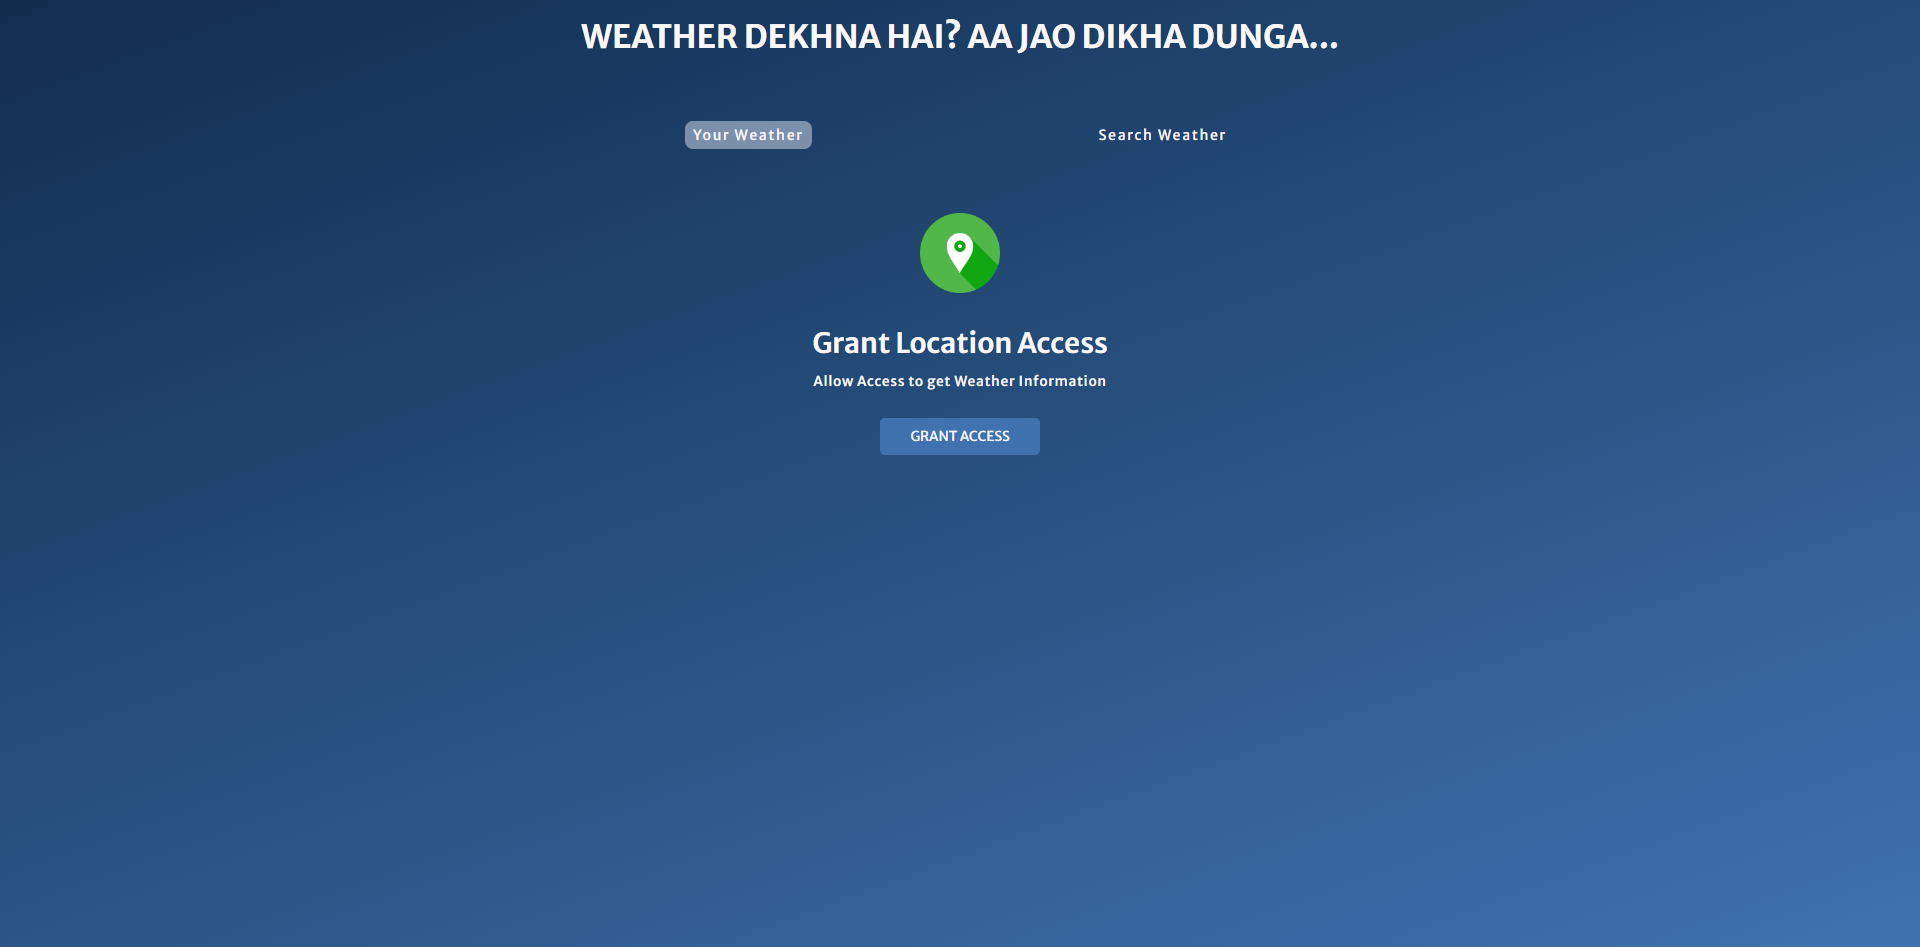 WEATHER DEKHNA HAI? AA JAO DIKHA DUNGA...
Your Weather
Search Weather
Grant Location Access
Allow Access to get Weather Information
GRANT ACCESS